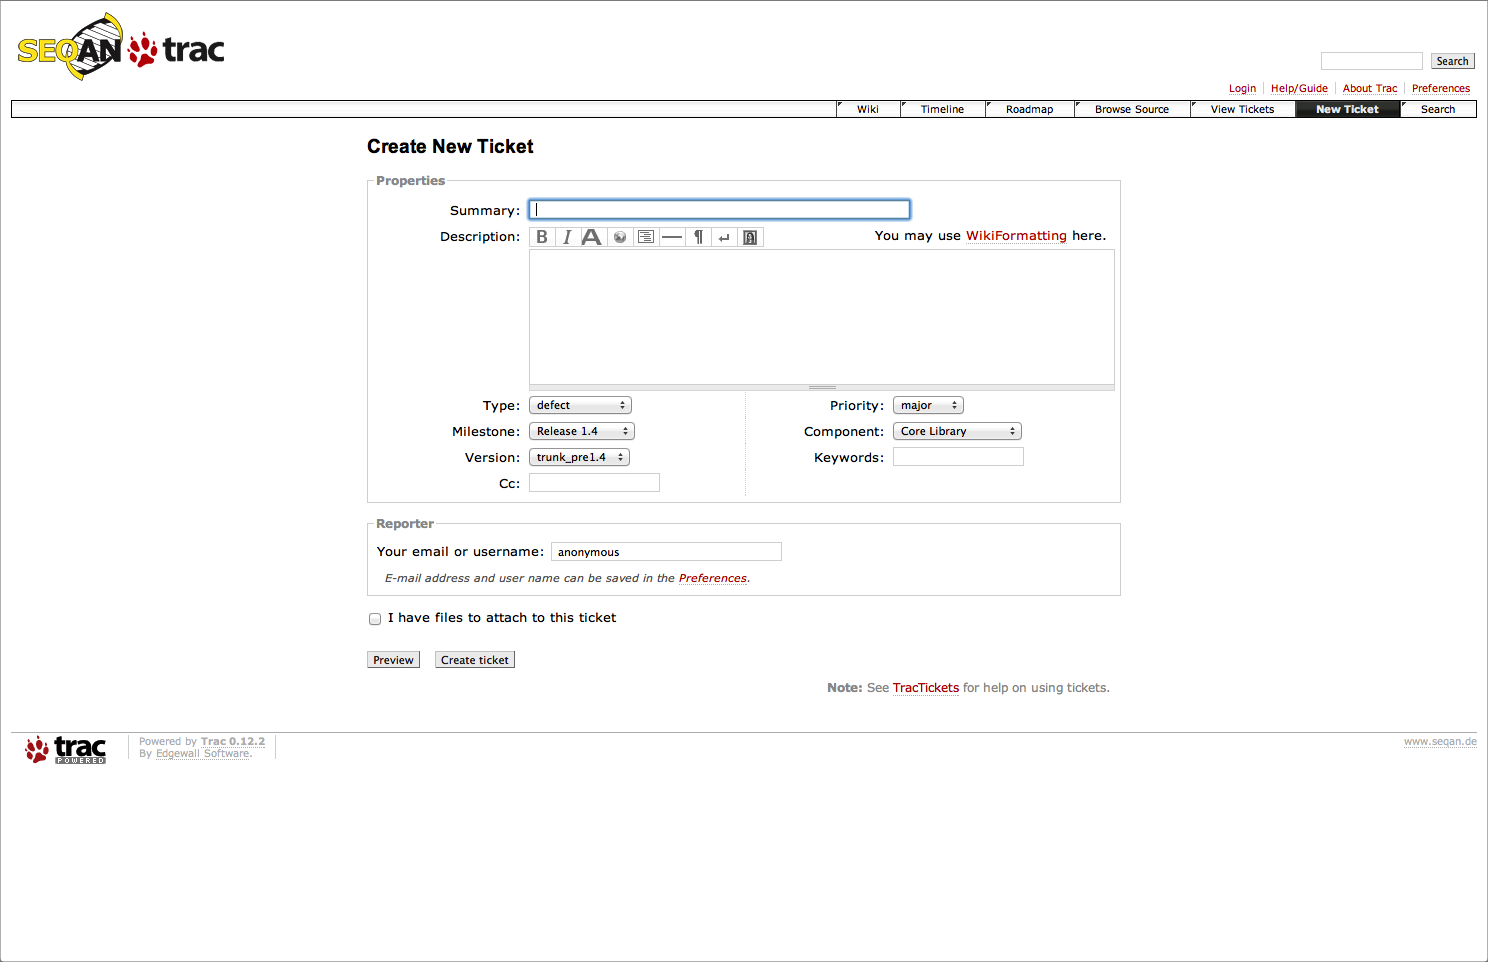 SEQAN trac
Search
Login Help/Guide About Trac Preferences
Wiki Timeline Roadmap Browse Source View Tickets New Ticket Search
Create New Ticket
Properties
Summary:
Description: B I A ¶ You may use WikiFormatting here.
Type: defect Priority: major
Milestone: Release 1.4 Component: Core Library
Version: trunk_pre1.4 Keywords:
Cc:
Reporter
Your email or username: anonymous
E-mail address and user name can be saved in the Preferences.
I have files to attach to this ticket
Preview Create ticket
Note: See TracTickets for help on using tickets.
trac POWERED
Powered by Trac 0.12.2
By Edgewall Software.
www.seqan.de